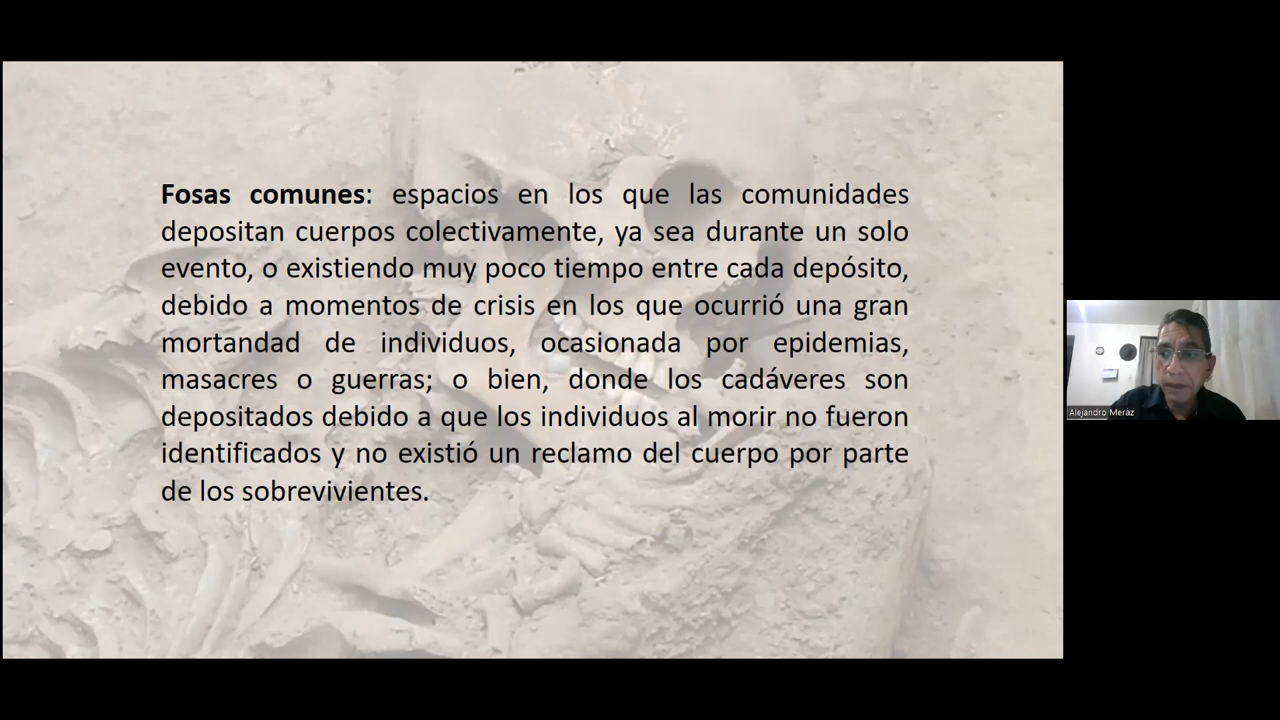 Fosas comunes: espacios en los que las comunidades
depositan cuerpos colectivamente, ya sea durante un solo
evento, o existiendo muy poco tiempo entre cada depósito,
debido a momentos de crisis en los que ocurrió una gran
mortandad de individuos, ocasionada por epidemias,
masacres o guerras; o bien, donde los cadáveres son
depositados debido a que los individuos al morir no fueron
identificados y no existió un reclamo del cuerpo por parte
de los sobrevivientes.
Alejandro Meraz